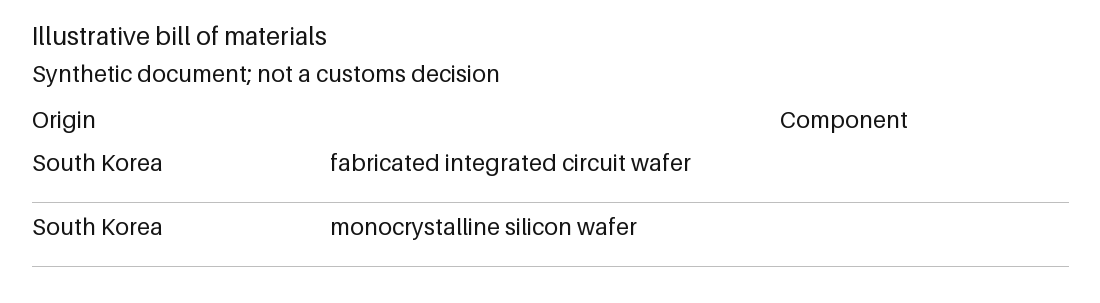 Illustrative bill of materials
Synthetic document; not a customs decision
Origin Component
South Korea fabricated integrated circuit wafer
South Korea monocrystalline silicon wafer